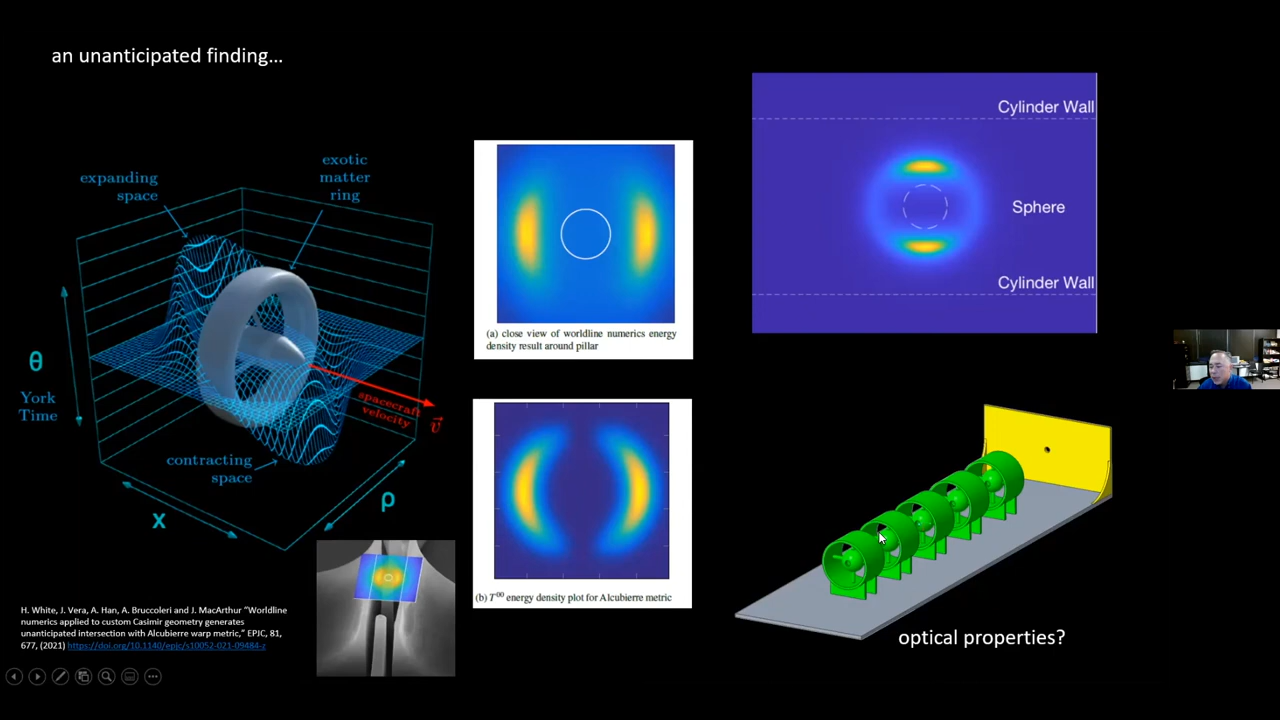 an unanticipated finding...
expanding
space
exotic
matter
ring
θ
York
Time
spacecraft
velocity
v⃗
contracting
space
x
ρ
(a) close view of worldline numerics energy
density result around pillar
(b) T⁰⁰ energy density plot for Alcubierre metric
Cylinder Wall
Sphere
Cylinder Wall
optical properties?
H. White, J. Vera, A. Han, A. Bruccoleri and J. MacArthur "Worldline
numerics applied to custom Casimir geometry generates
unanticipated intersection with Alcubierre warp metric," EPJC, 81,
677, (2021) https://doi.org/10.1140/epjc/s10052-021-09484-z